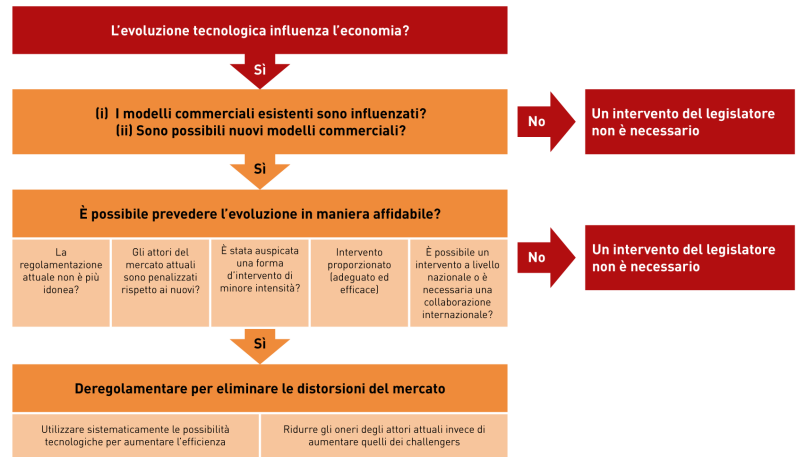 L'evoluzione tecnologica influenza l'economia?
Sì
(i) I modelli commerciali esistenti sono influenzati?
(ii) Sono possibili nuovi modelli commerciali?
No
Un intervento del legislatore
non è necessario
Sì
È possibile prevedere l'evoluzione in maniera affidabile?
La
regolamentazione
attuale non è più
idonea?
Gli attori del
mercato attuali
sono penalizzati
rispetto ai nuovi?
È stata auspicata
una forma
d'intervento di
minore intensità?
Intervento
proporzionato
(adeguato ed
efficace)
È possibile un
intervento a livello
nazionale o è
necessaria una
collaborazione
internazionale?
No
Un intervento del legislatore
non è necessario
Sì
Deregolamentare per eliminare le distorsioni del mercato
Utilizzare sistematicamente le possibilità
tecnologiche per aumentare l'efficienza
Ridurre gli oneri degli attori attuali invece di
aumentare quelli dei challengers